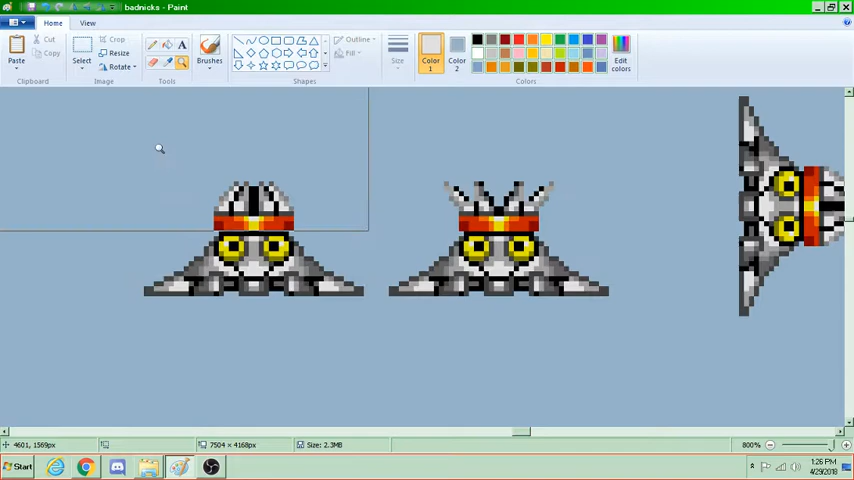 badnicks - Paint
Home View
Paste Cut Copy Clipboard
Select Crop Resize Rotate Image
A Tools
Brushes
Outline Fill Shapes
Size
Color 1
Color 2
Colors
Edit colors
4601, 1569px 7504 × 4168px Size: 2.3MB 800%
Start 1:26 PM
4/29/2018